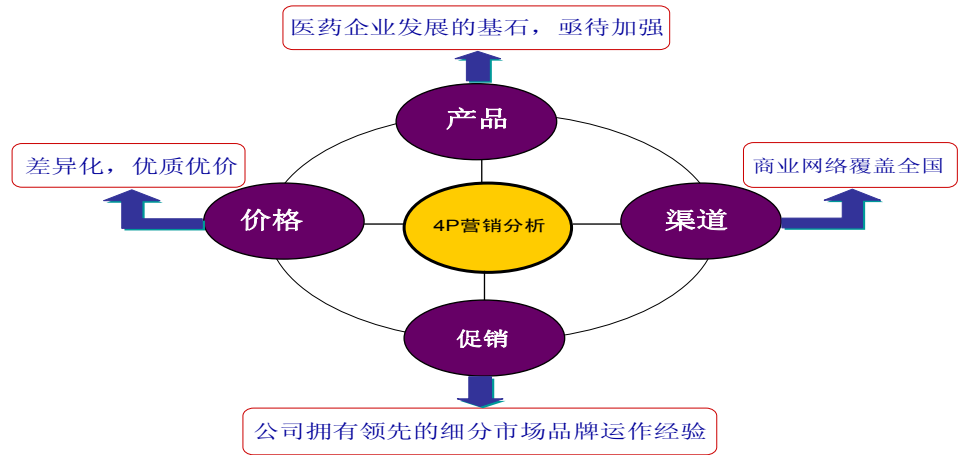 医药企业发展的基石，亟待加强
产品
差异化，优质优价
商业网络覆盖全国
价格
4P营销分析
渠道
促销
公司拥有领先的细分市场品牌运作经验